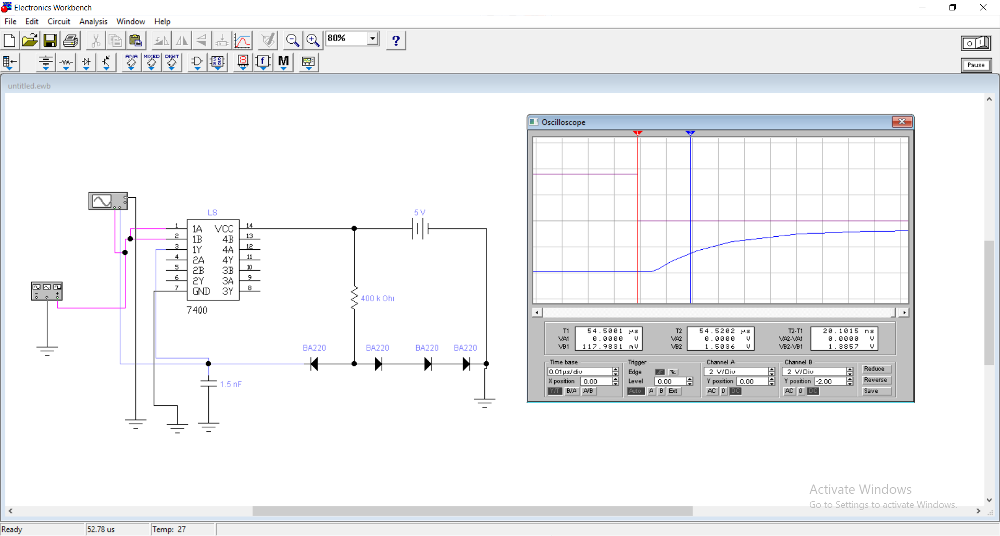 Electronics Workbench
File Edit Circuit Analysis Window Help
80%
?
ANA MIXED DIGIT
f M
Pause
untitled.ewb
Oscilloscope
1 2
LS
1 1A VCC 14
2 1B 4B 13
3 1Y 4A 12
4 2A 4Y 11
5 2B 3B 10
6 2Y 3A 9
7 GND 3Y 8
7400
5 V
400 k Ohi
BA220 BA220 BA220 BA220
1.5 nF
T1 54.5001 µs T2 54.5202 µs T2-T1 20.1015 ns
VA1 0.0000 V VA2 0.0000 V VA2-VA1 0.0000 V
VB1 117.9831 mV VB2 1.5036 V VB2-VB1 1.3857 V
Time base Trigger Channel A Channel B
0.01µs/div Edge 2 V/Div 2 V/Div Reduce
X position 0.00 Level 0.00 Y position 0.00 Y position -2.00 Reverse
Y/T B/A A/B Auto A B Ext AC 0 DC AC 0 DC Save
Activate Windows
Go to Settings to activate Windows.
Ready 52.78 us Temp: 27